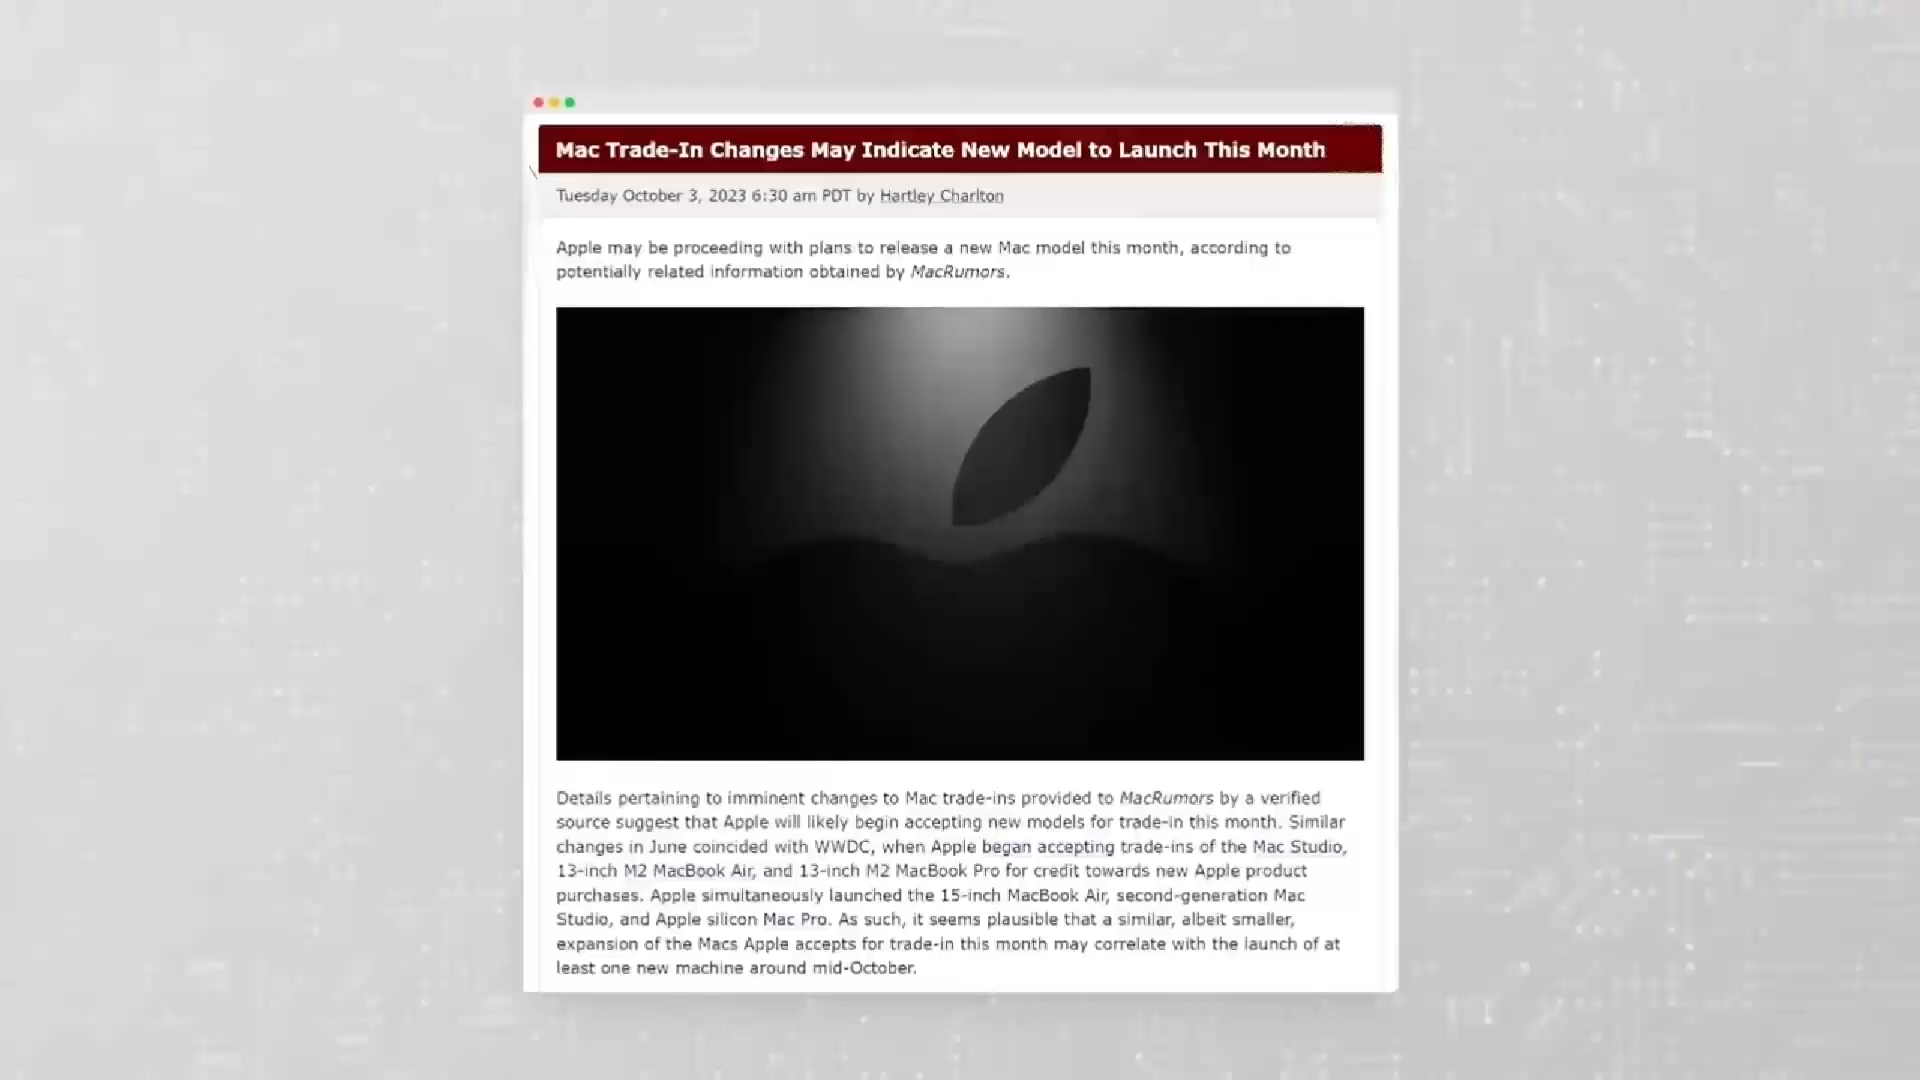 Mac Trade-In Changes May Indicate New Model to Launch This Month
Tuesday October 3, 2023 6:30 am PDT by Hartley Charlton
Apple may be proceeding with plans to release a new Mac model this month, according to
potentially related information obtained by MacRumors.
Details pertaining to imminent changes to Mac trade-ins provided to MacRumors by a verified
source suggest that Apple will likely begin accepting new models for trade-in this month. Similar
changes in June coincided with WWDC, when Apple began accepting trade-ins of the Mac Studio,
13-inch M2 MacBook Air, and 13-inch M2 MacBook Pro for credit towards new Apple product
purchases. Apple simultaneously launched the 15-inch MacBook Air, second-generation Mac
Studio, and Apple silicon Mac Pro. As such, it seems plausible that a similar, albeit smaller,
expansion of the Macs Apple accepts for trade-in this month may correlate with the launch of at
least one new machine around mid-October.